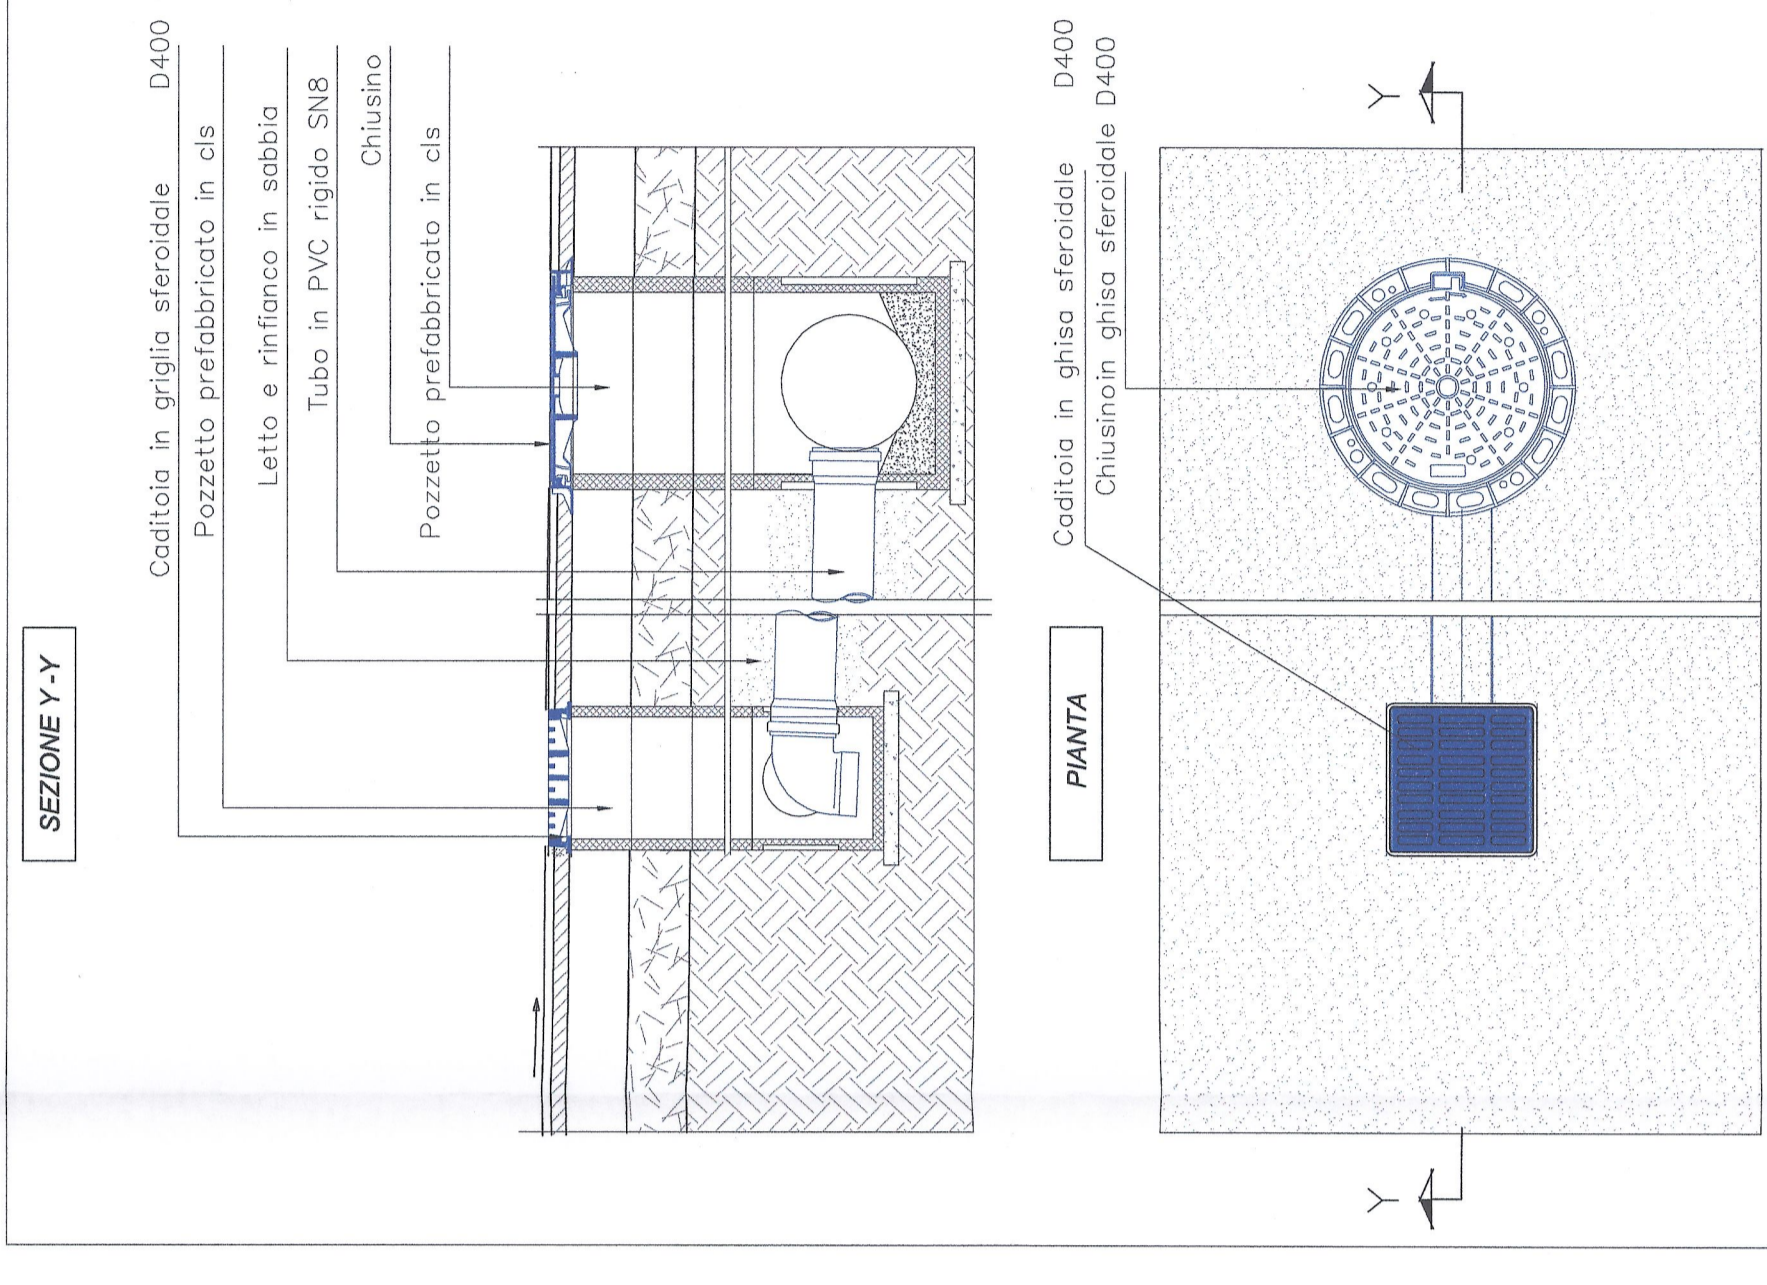 SEZIONE Y-Y
Caditoia in griglia sferoidale D400
Pozzetto prefabbricato in cls
Letto e rinfianco in sabbia
Tubo in PVC rigido SN8
Chiusino
Pozzetto prefabbricato in cls
PIANTA
Caditoia in ghisa sferoidale D400
Chiusinoin ghisa sferoidale D400
Y
Y